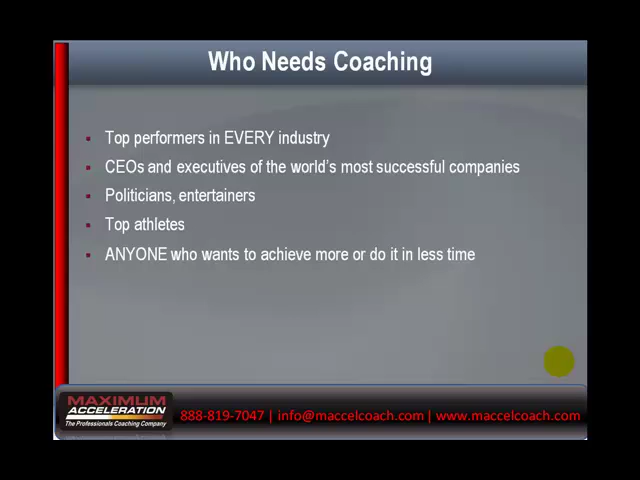 Who Needs Coaching
Top performers in EVERY industry
CEOs and executives of the world's most successful companies
Politicians, entertainers
Top athletes
ANYONE who wants to achieve more or do it in less time
MAXIMUM
ACCELERATION
The Professionals Coaching Company
888-819-7047 | info@maccelcoach.com | www.maccelcoach.com